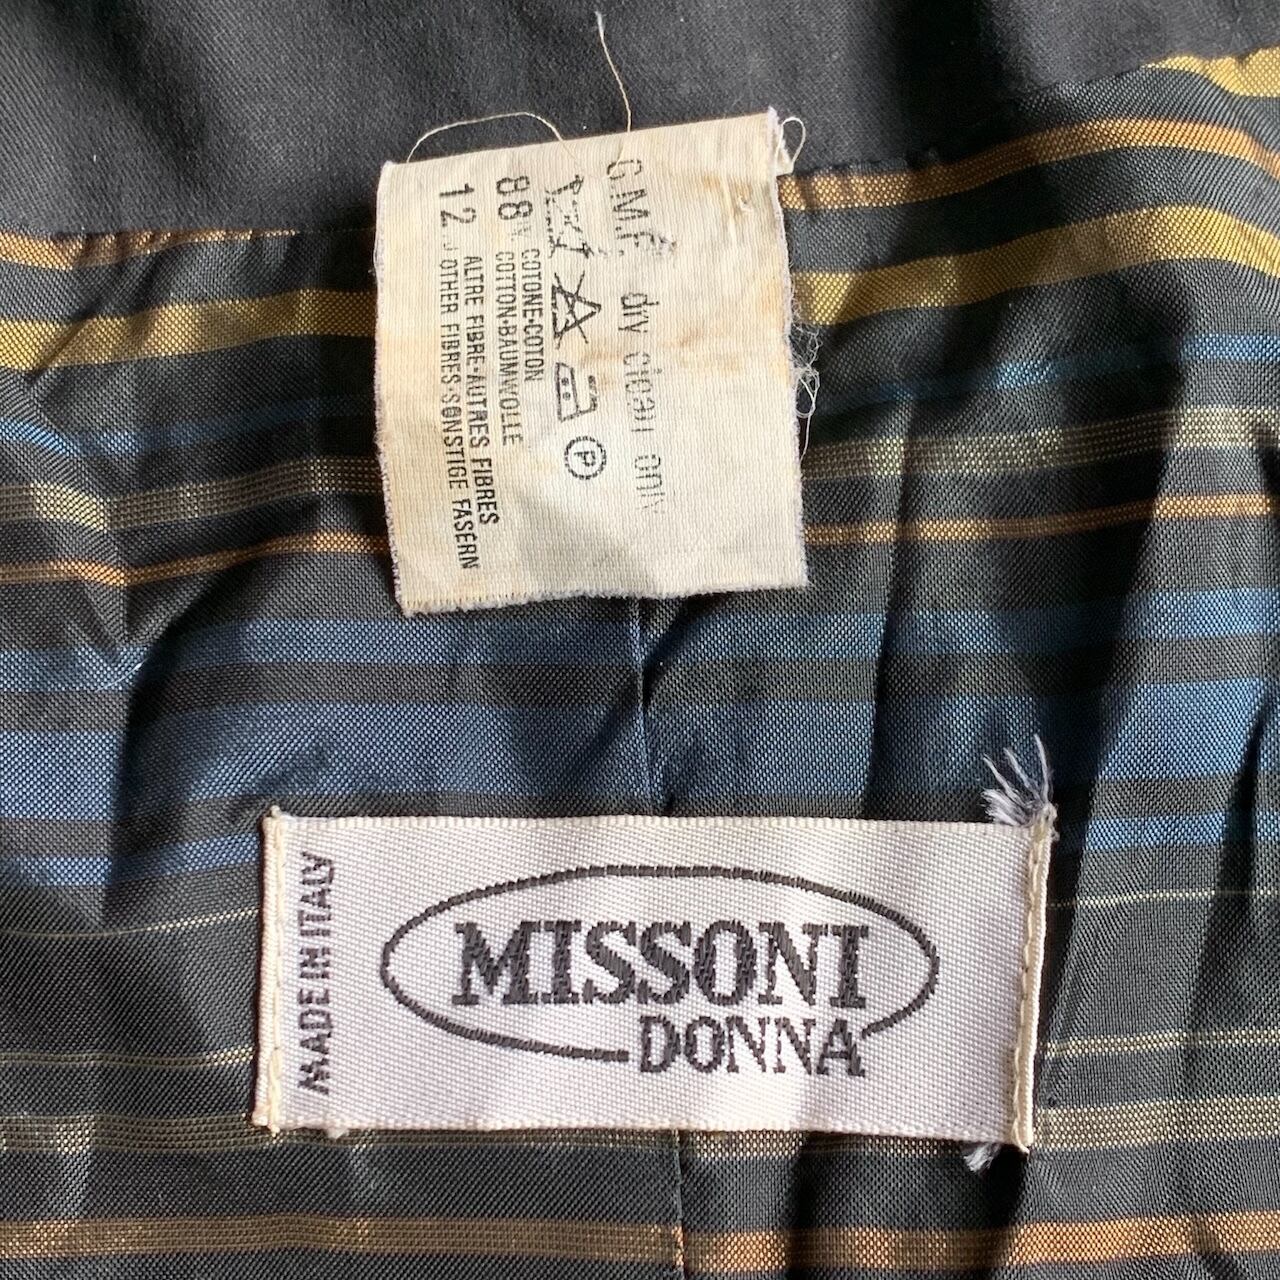 G.M.F.
dry clean only
P
88% COTONE-COTON
COTTON-BAUMWOLLE
12% ALTRE FIBRE-AUTRES FIBRES
OTHER FIBRES-SONSTIGE FASERN
MADE IN ITALY
MISSONI
DONNA